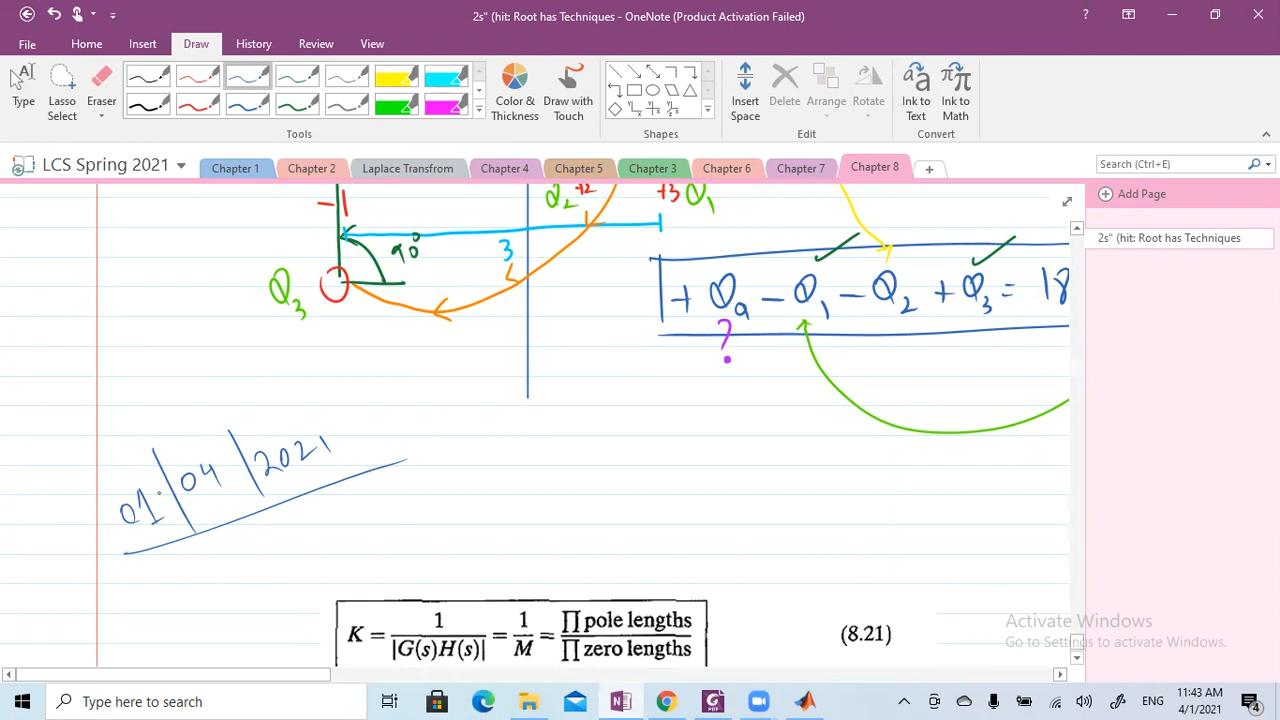 2s" (hit: Root has Techniques - OneNote (Product Activation Failed)
File Home Insert Draw History Review View
Type Lasso Select Eraser Color & Thickness Draw with Touch Insert Space Delete Arrange Rotate Ink to Text Ink to Math
Tools Shapes Edit Convert
LCS Spring 2021 Chapter 1 Chapter 2 Laplace Transfrom Chapter 4 Chapter 5 Chapter 3 Chapter 6 Chapter 7 Chapter 8 Search (Ctrl+E)
Add Page
2s" (hit: Root has Techniques
-1 θ2 +2 +3 θ1
90° 3
θ3
+ θa - θ1 - θ2 + θ3 = 18
?
01/04/2021
K = 1/|G(s)H(s)| = 1/M = ∏ pole lengths/∏ zero lengths (8.21)
Activate Windows
Go to Settings to activate Windows.
Type here to search
ENG 11:43 AM
4/1/2021
4